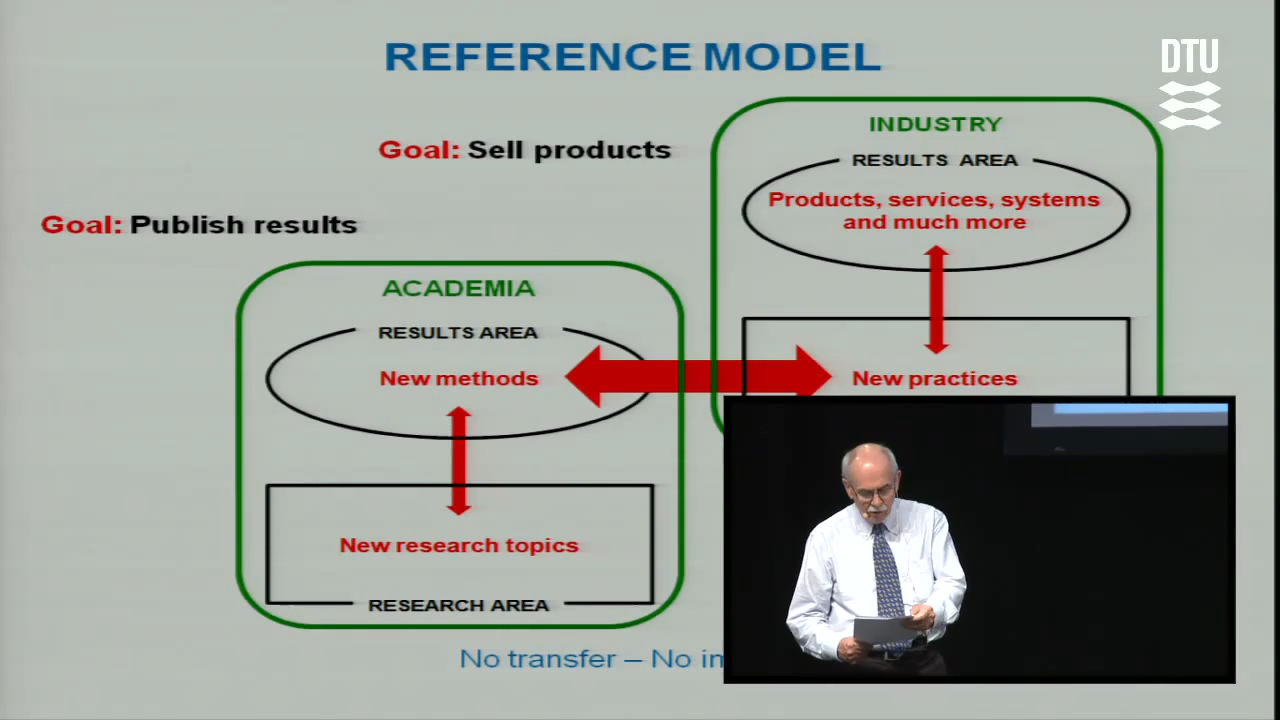 REFERENCE MODEL
DTU
INDUSTRY
Goal: Sell products
RESULTS AREA
Products, services, systems
and much more
Goal: Publish results
ACADEMIA
RESULTS AREA
New methods
New practices
New research topics
RESEARCH AREA
No transfer – No